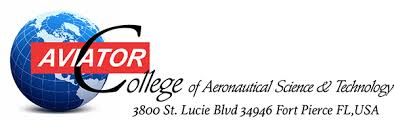 AVIATOR
College of Aeronautical Science & Technology
3800 St. Lucie Blvd 34946 Fort Pierce FL,USA